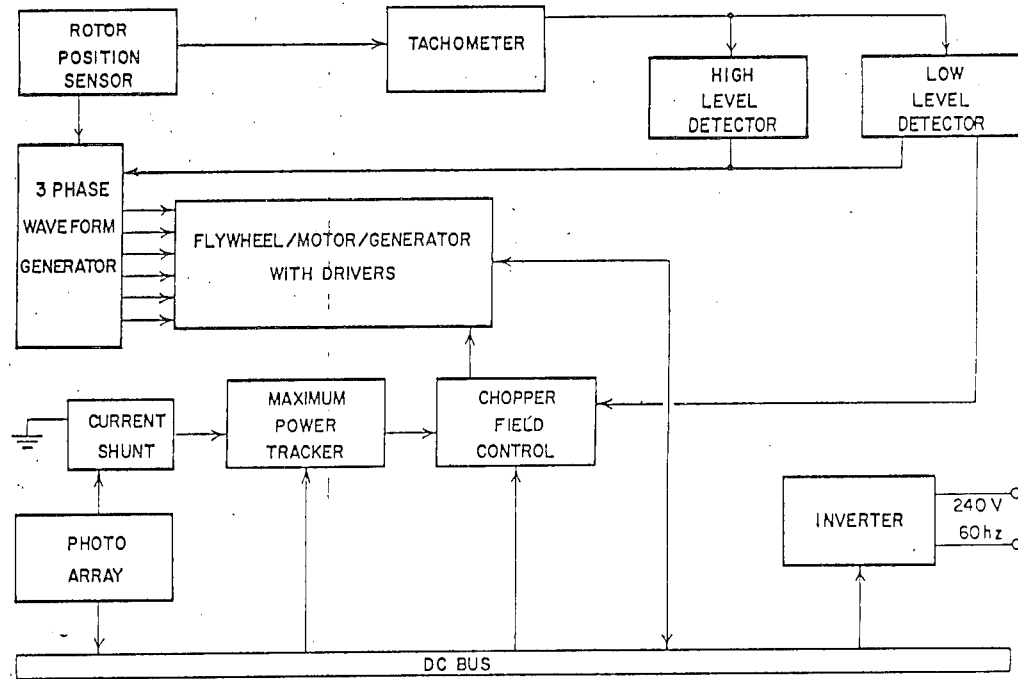 ROTOR
POSITION
SENSOR
TACHOMETER
HIGH
LEVEL
DETECTOR
LOW
LEVEL
DETECTOR
3 PHASE
WAVEFORM
GENERATOR
FLYWHEEL/MOTOR/GENERATOR
WITH DRIVERS
CURRENT
SHUNT
MAXIMUM
POWER
TRACKER
CHOPPER
FIELD
CONTROL
PHOTO
ARRAY
INVERTER
240 V
60hz
DC BUS